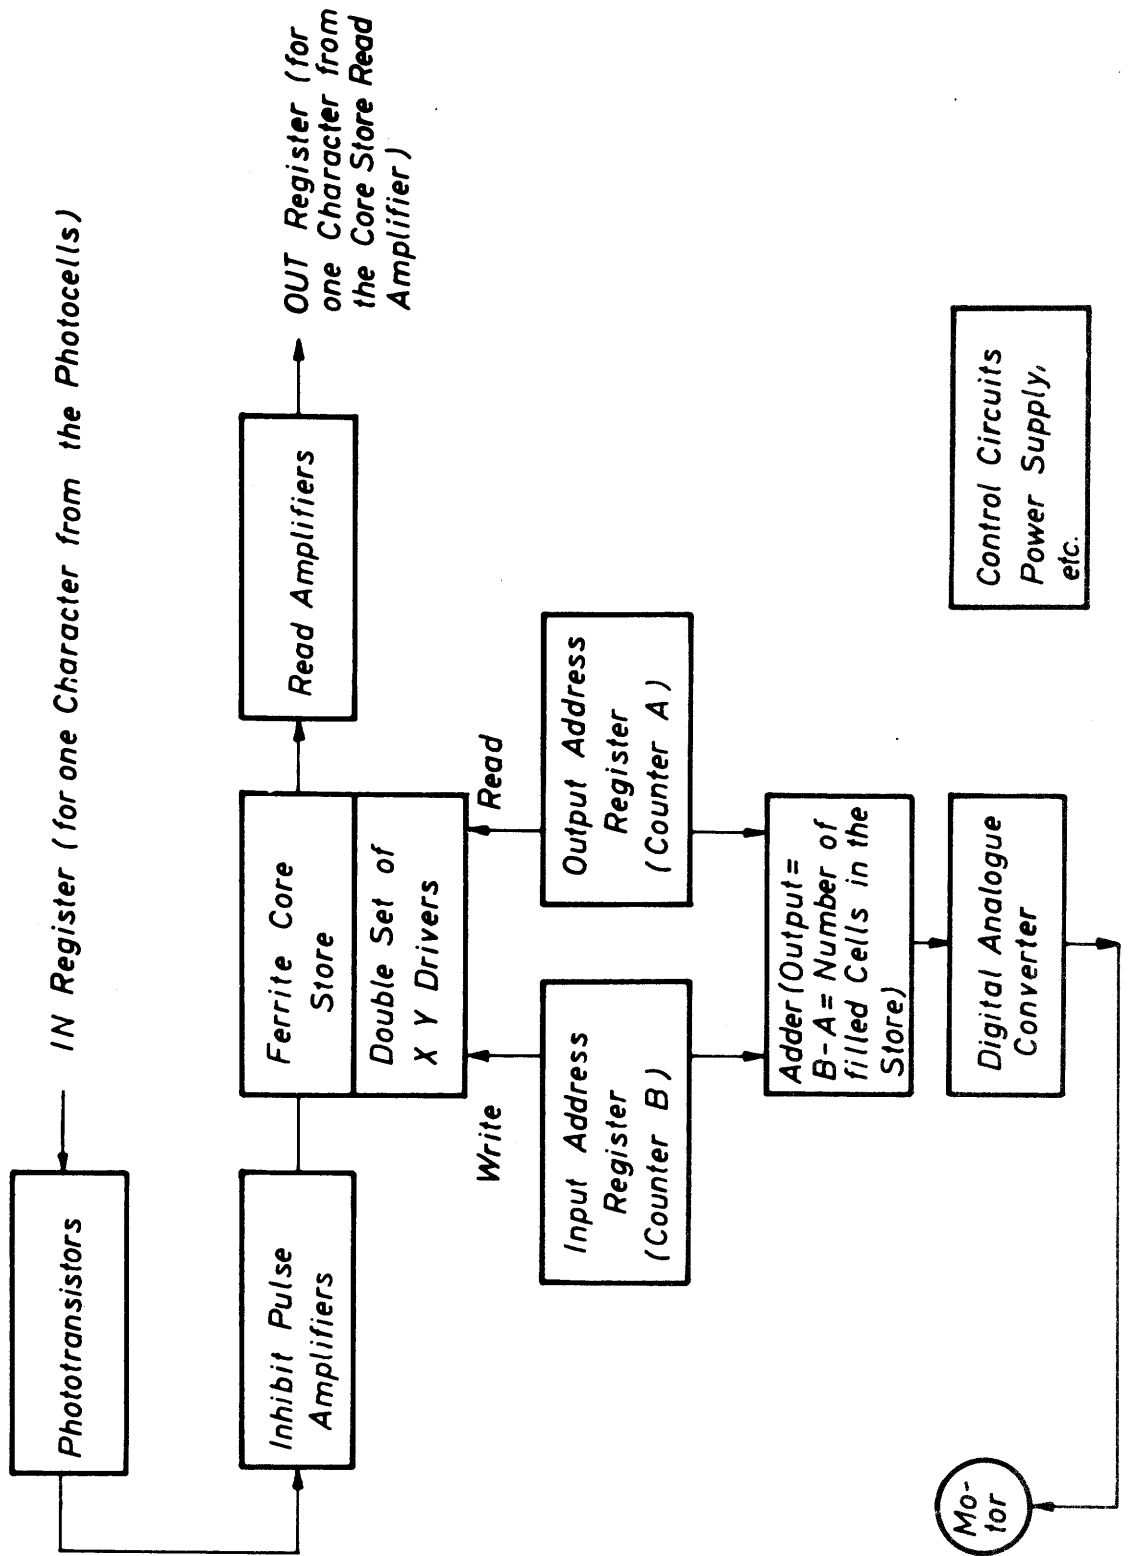 Phototransistors
IN Register (for one Character from the Photocells)
Inhibit Pulse
Amplifiers
Ferrite Core
Store
Double Set of
X Y Drivers
Read Amplifiers
OUT Register (for
one Character from
the Core Store Read
Amplifier)
Write
Read
Input Address
Register
(Counter B)
Output Address
Register
(Counter A)
Adder (Output =
B-A = Number of
filled Cells in the
Store)
Digital Analogue
Converter
Control Circuits
Power Supply,
etc.
Mo-
tor